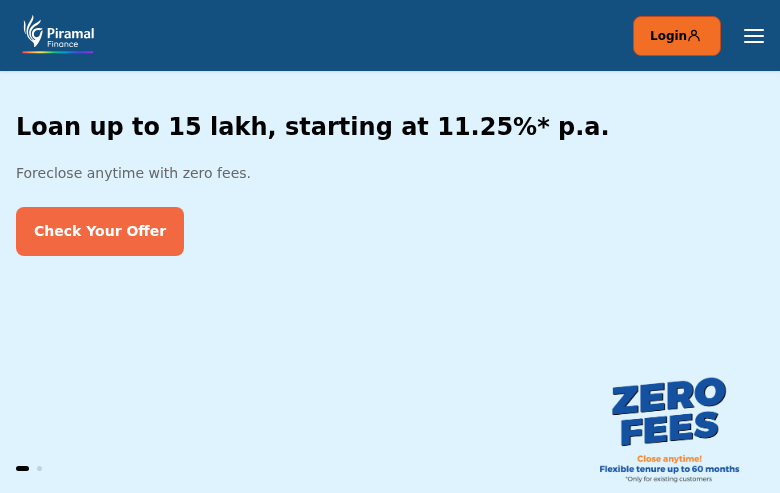 Piramal
Finance
Login
Loan up to 15 lakh, starting at 11.25%* p.a.
Foreclose anytime with zero fees.
Check Your Offer
ZERO
FEES
Close anytime!
Flexible tenure up to 60 months
*Only for existing customers